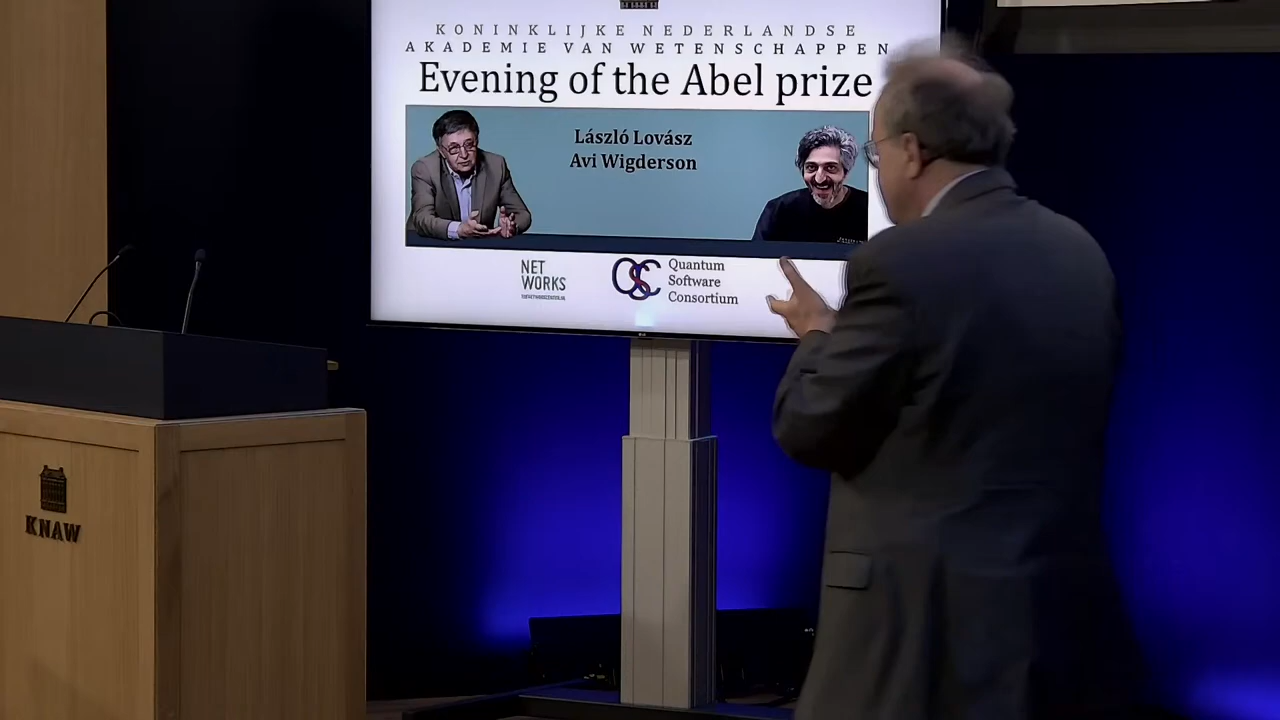 KONINKLIJKE NEDERLANDSE
AKADEMIE VAN WETENSCHAPPEN
Evening of the Abel prize
László Lovász
Avi Wigderson
NET
WORKS
Quantum
Software
Consortium
QSC
KNAW